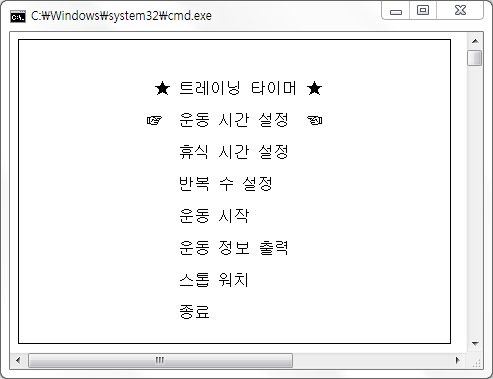 C:\Windows\system32\cmd.exe
★ 트레이닝 타이머 ★
☞ 운동 시간 설정 ☜
휴식 시간 설정
반복 수 설정
운동 시작
운동 정보 출력
스톱 워치
종료